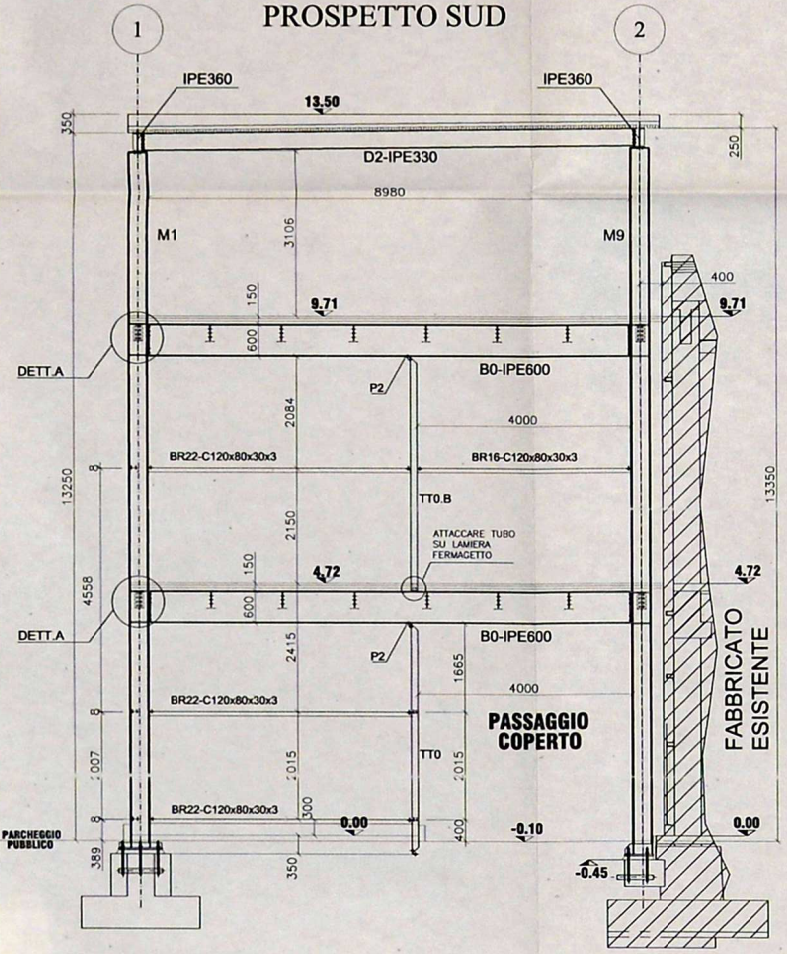 PROSPETTO SUD
1
2
IPE360
IPE360
13.50
350
250
D2-IPE330
8980
M1
M9
3106
400
150
9.71
9.71
600
DETT.A
B0-IPE600
P2
2084
4000
BR22-C120x80x30x3
BR16-C120x80x30x3
8
13250
13350
TT0.B
2150
ATTACCARE TUBO
SU LAMIERA
FERMAGETTO
150
4.72
4.72
4558
600
DETT.A
B0-IPE600
P2
2415
1665
4000
BR22-C120x80x30x3
8
PASSAGGIO
COPERTO
FABBRICATO
ESISTENTE
TT0
2007
2015
2015
BR22-C120x80x30x3
300
8
PARCHEGGIO
PUBBLICO
0.00
-0.10
0.00
400
389
350
-0.45